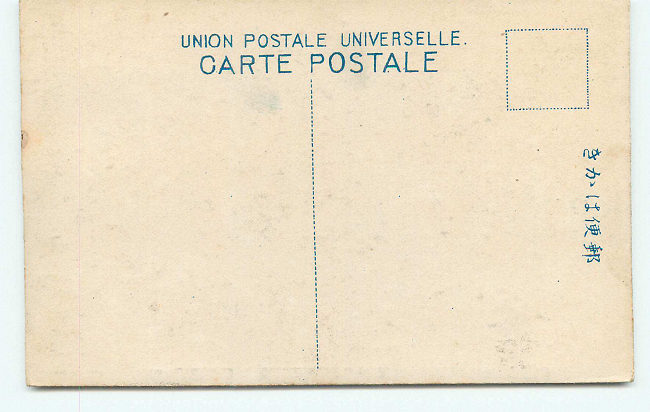 UNION POSTALE UNIVERSELLE.
CARTE POSTALE
郵便はかき